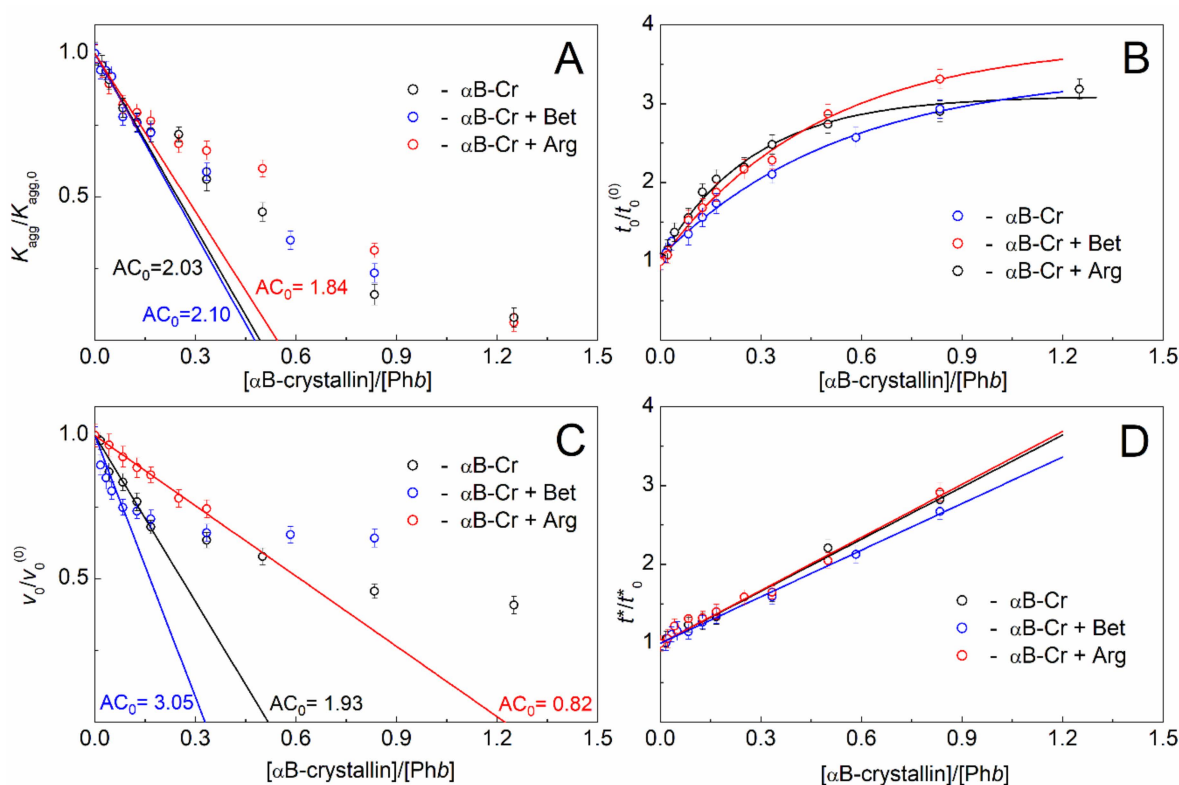 A
1.0
0.5
K_agg/K_agg,0
- αB-Cr
- αB-Cr + Bet
- αB-Cr + Arg
AC₀=2.03
AC₀= 1.84
AC₀=2.10
0.0 0.3 0.6 0.9 1.2 1.5
[αB-crystallin]/[Phb]
B
4
3
2
1
0
t₀/t₀⁽⁰⁾
- αB-Cr
- αB-Cr + Bet
- αB-Cr + Arg
0.0 0.3 0.6 0.9 1.2 1.5
[αB-crystallin]/[Phb]
C
1.0
0.5
v₀/v₀⁽⁰⁾
- αB-Cr
- αB-Cr + Bet
- αB-Cr + Arg
AC₀= 3.05
AC₀= 1.93
AC₀= 0.82
0.0 0.3 0.6 0.9 1.2 1.5
[αB-crystallin]/[Phb]
D
4
3
2
1
0
t*/t*₀
- αB-Cr
- αB-Cr + Bet
- αB-Cr + Arg
0.0 0.3 0.6 0.9 1.2 1.5
[αB-crystallin]/[Phb]